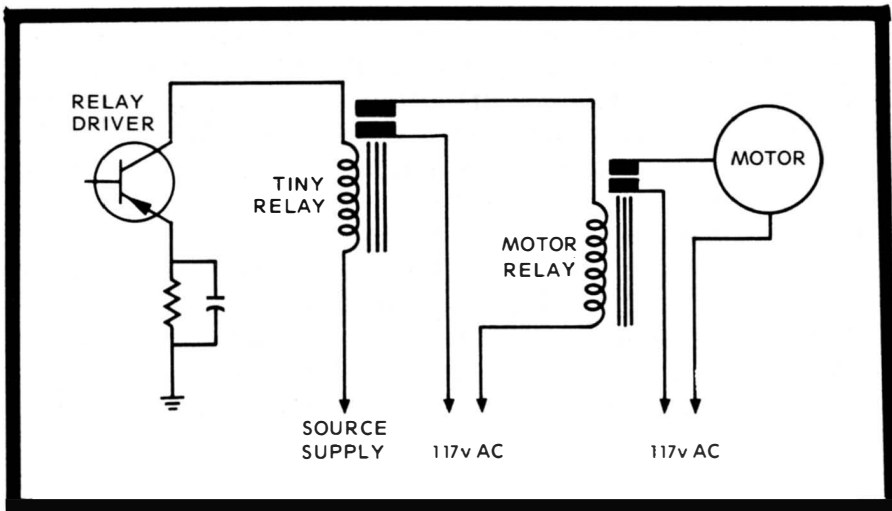 RELAY
DRIVER
TINY
RELAY
MOTOR
RELAY
MOTOR
SOURCE
SUPPLY
117v AC
117v AC